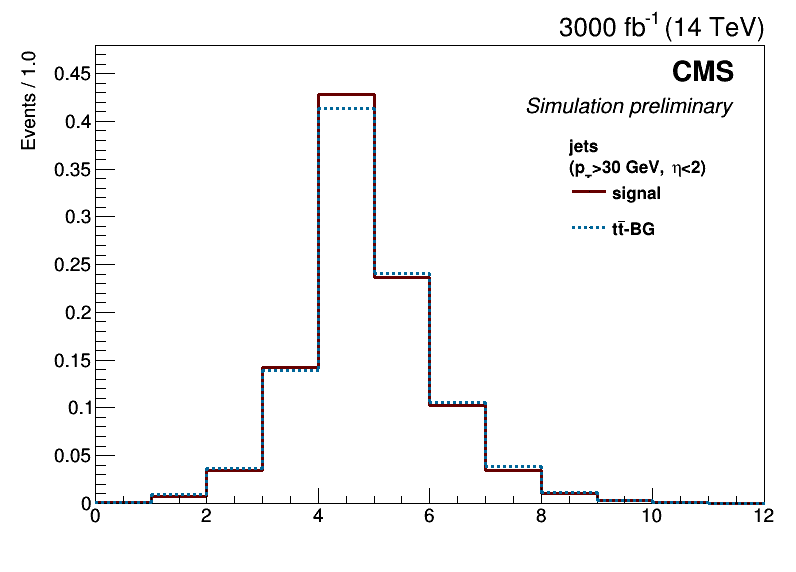 3000 fb⁻¹ (14 TeV)
Events / 1.0
CMS
Simulation preliminary
jets
(p_T>30 GeV, η<2)
signal
tt̄-BG
0.45
0.4
0.35
0.3
0.25
0.2
0.15
0.1
0.05
0
0 2 4 6 8 10 12